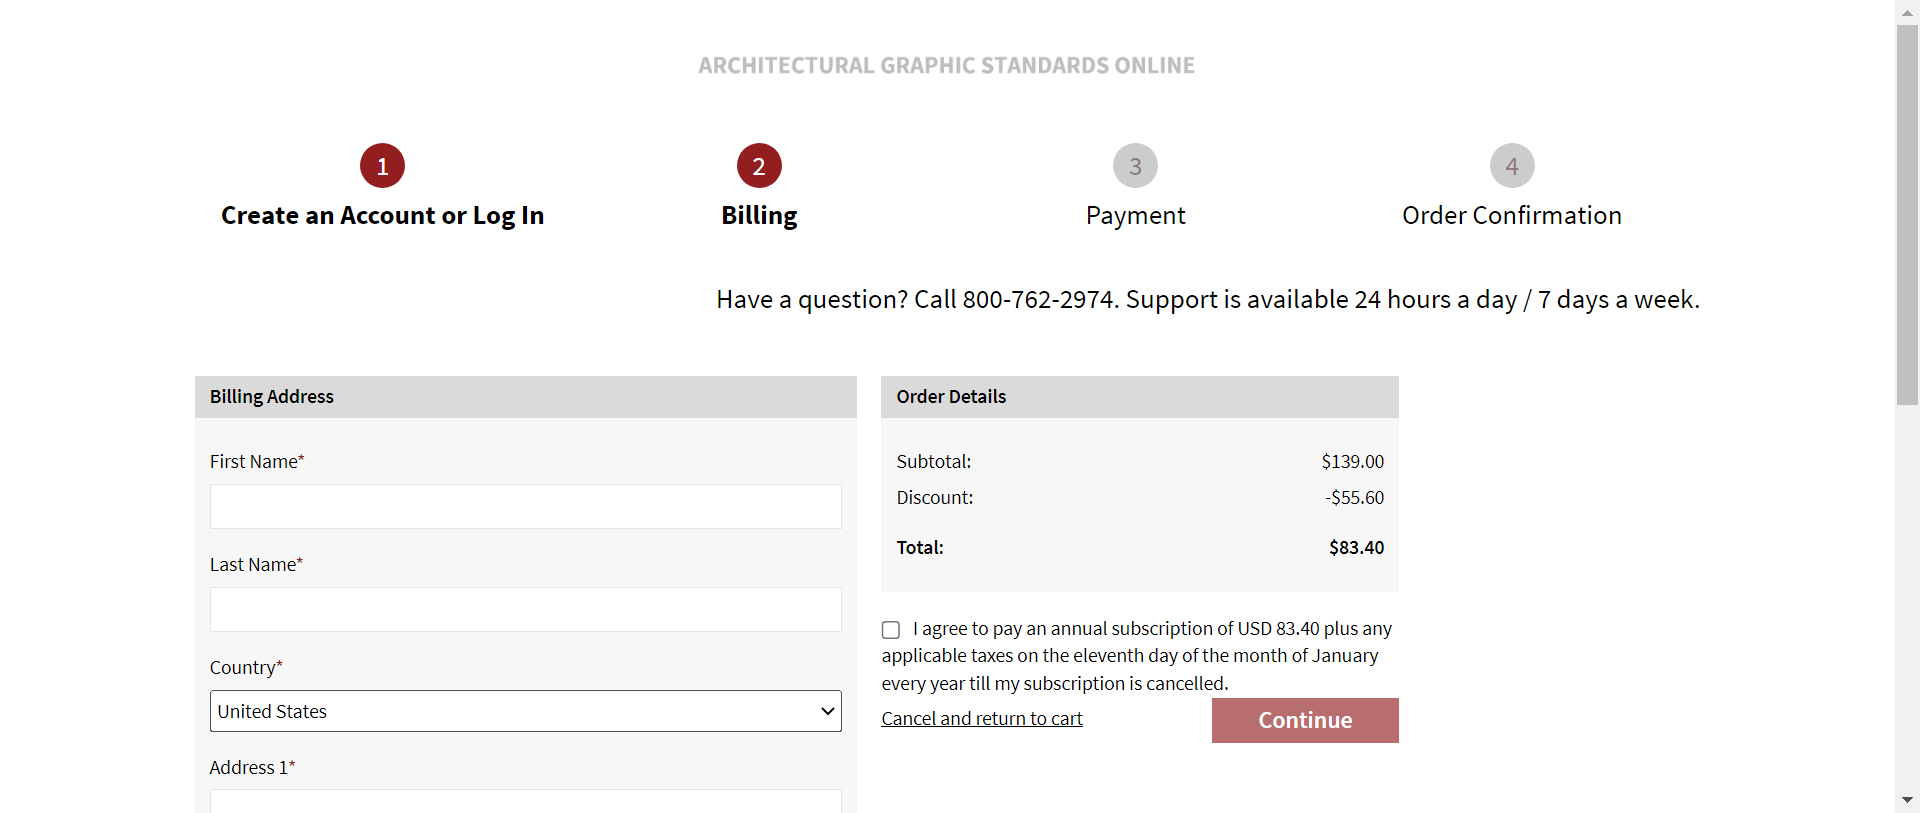 ARCHITECTURAL GRAPHIC STANDARDS ONLINE
1
Create an Account or Log In
2
Billing
3
Payment
4
Order Confirmation
Have a question? Call 800-762-2974. Support is available 24 hours a day / 7 days a week.
Billing Address
First Name*
Last Name*
Country*
United States
Address 1*
Order Details
Subtotal: $139.00
Discount: -$55.60
Total: $83.40
I agree to pay an annual subscription of USD 83.40 plus any
applicable taxes on the eleventh day of the month of January
every year till my subscription is cancelled.
Cancel and return to cart
Continue